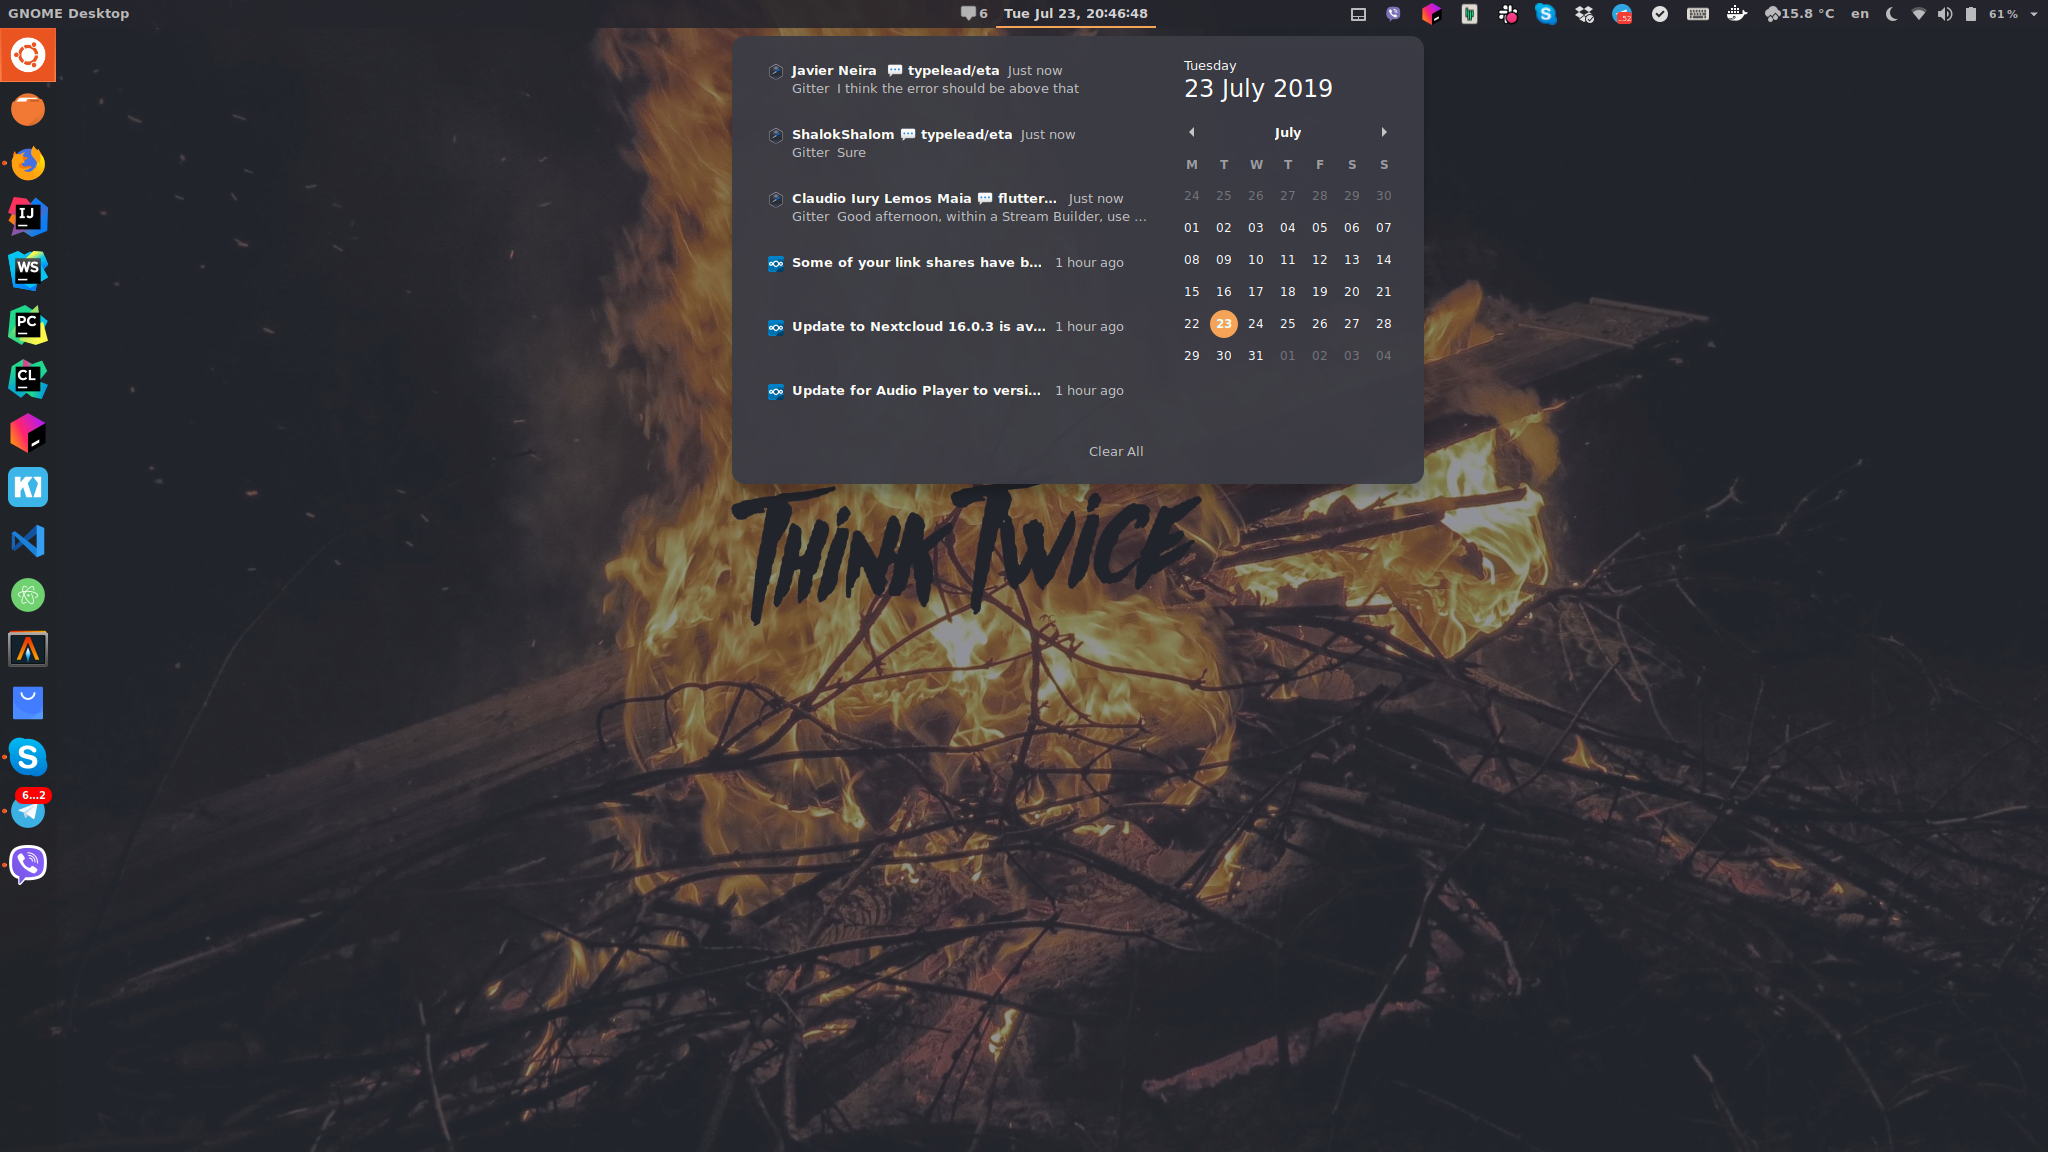 GNOME Desktop
6
Tue Jul 23, 20:46:48
52
15.8 °C
en
61 %
Javier Neira 💬 typelead/eta Just now
Gitter I think the error should be above that
ShalokShalom 💬 typelead/eta Just now
Gitter Sure
Claudio Iury Lemos Maia 💬 flutter... Just now
Gitter Good afternoon, within a Stream Builder, use ...
Some of your link shares have b... 1 hour ago
Update to Nextcloud 16.0.3 is av... 1 hour ago
Update for Audio Player to versi... 1 hour ago
Clear All
Tuesday
23 July 2019
July
M T W T F S S
24 25 26 27 28 29 30
01 02 03 04 05 06 07
08 09 10 11 12 13 14
15 16 17 18 19 20 21
22 23 24 25 26 27 28
29 30 31 01 02 03 04
IJ
WS
PC
CL
6...2
THINK TWICE